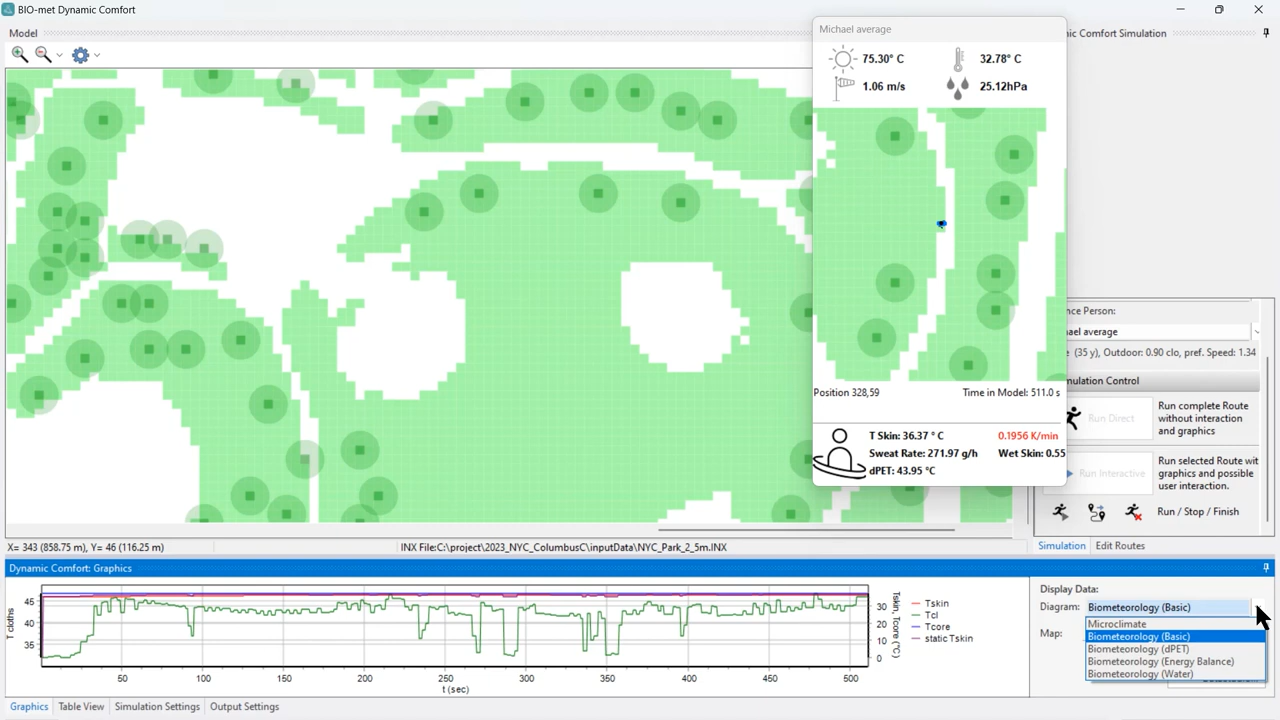 BIO-met Dynamic Comfort
Model
ic Comfort Simulation
Michael average
75.30° C
32.78° C
1.06 m/s
25.12hPa
Position 328,59
Time in Model: 511.0 s
T Skin: 36.37 ° C
0.1956 K/min
Sweat Rate: 271.97 g/h
Wet Skin: 0.55
dPET: 43.95 °C
nce Person:
ael average
e (35 y), Outdoor: 0.90 clo, pref. Speed: 1.34
mulation Control
Run Direct
Run complete Route
without interaction
and graphics
Run Interactive
Run selected Route wit
graphics and possible
user interaction.
Run / Stop / Finish
Simulation
Edit Routes
X= 343 (858.75 m), Y= 46 (116.25 m)
INX File:C:\project\2023_NYC_ColumbusC\inputData\NYC_Park_2_5m.INX
Dynamic Comfort: Graphics
T cloths
45
40
35
50
100
150
200
250
300
350
400
450
500
t (sec)
30
20
10
0
Tskin, Tcore (°C)
Tskin
Tcl
Tcore
static Tskin
Display Data:
Diagram:
Biometeorology (Basic)
Map:
Microclimate
Biometeorology (Basic)
Biometeorology (dPET)
Biometeorology (Energy Balance)
Biometeorology (Water)
Graphics
Table View
Simulation Settings
Output Settings